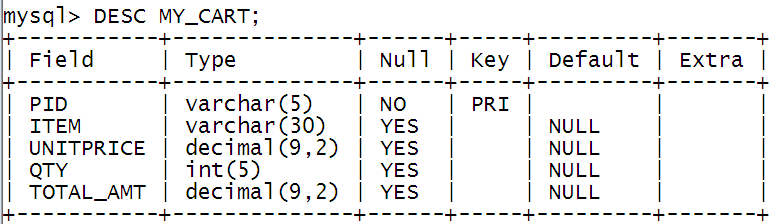 mysql> DESC MY_CART;
+-----------+--------------+------+-----+---------+-------+
| Field     | Type         | Null | Key | Default | Extra |
+-----------+--------------+------+-----+---------+-------+
| PID       | varchar(5)   | NO   | PRI |         |       |
| ITEM      | varchar(30)  | YES  |     | NULL    |       |
| UNITPRICE | decimal(9,2) | YES  |     | NULL    |       |
| QTY       | int(5)       | YES  |     | NULL    |       |
| TOTAL_AMT | decimal(9,2) | YES  |     | NULL    |       |
+-----------+--------------+------+-----+---------+-------+